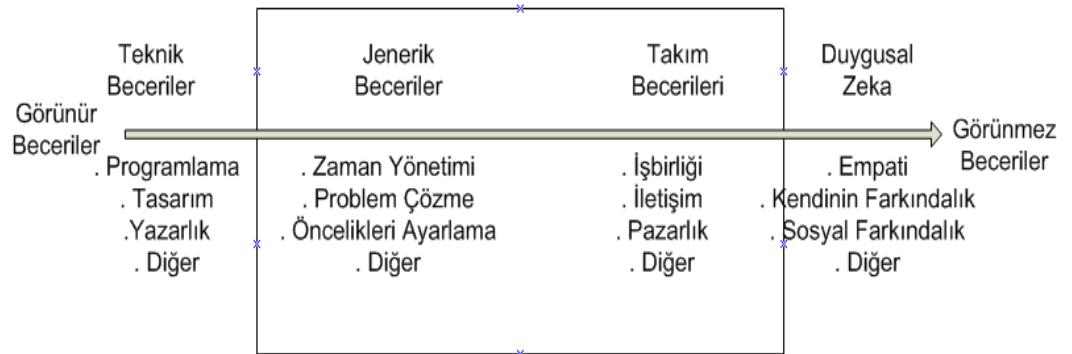 Teknik
Beceriler
Jenerik
Beceriler
Takım
Becerileri
Duygusal
Zeka
Görünür
Beceriler
Görünmez
Beceriler
. Programlama
. Tasarım
.Yazarlık
. Diğer
. Zaman Yönetimi
. Problem Çözme
. Öncelikleri Ayarlama
. Diğer
. İşbirliği
. İletişim
. Pazarlık
. Diğer
. Empati
. Kendinin Farkındalık
. Sosyal Farkındalık
. Diğer